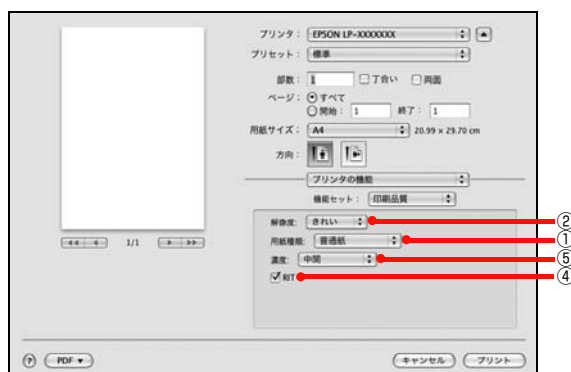 プリンタ： EPSON LP-XXXXXXX
プリセット： 標準
部数： 1 丁合い 両面
ページ： すべて
開始： 1 終了： 1
用紙サイズ： A4 20.99 x 29.70 cm
方向：
プリンタの機能
機能セット： 印刷品質
解像度： きれい ②
用紙種類： 普通紙 ①
濃度： 中間 ⑤
RIT ④
1/1
? PDF▼ キャンセル プリント